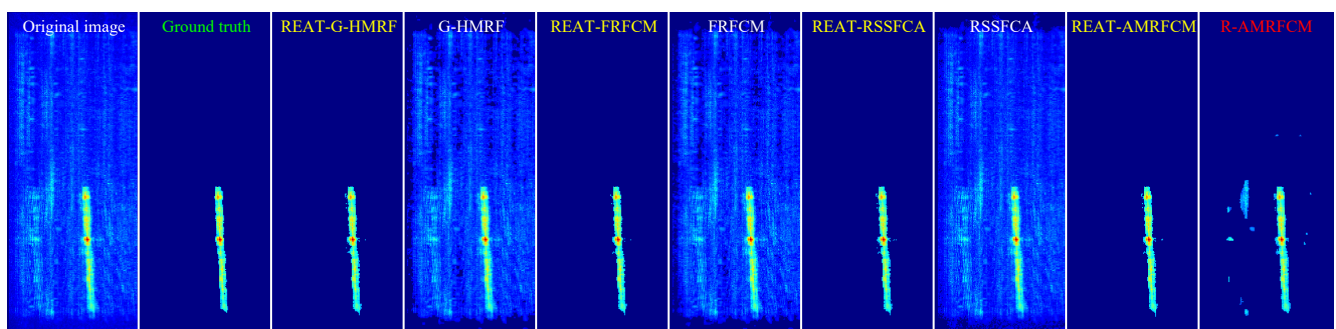 Original image
Ground truth
REAT-G-HMRF
G-HMRF
REAT-FRFCM
FRFCM
REAT-RSSFCA
RSSFCA
REAT-AMRFCM
R-AMRFCM